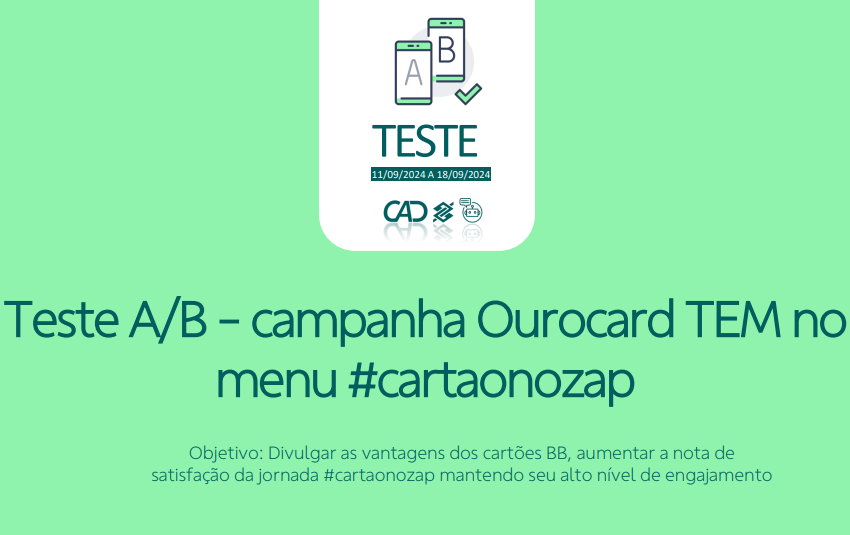 A
B
TESTE
11/09/2024 A 18/09/2024
CAD
Teste A/B – campanha Ourocard TEM no
menu #cartaonozap
Objetivo: Divulgar as vantagens dos cartões BB, aumentar a nota de
satisfação da jornada #cartaonozap mantendo seu alto nível de engajamento